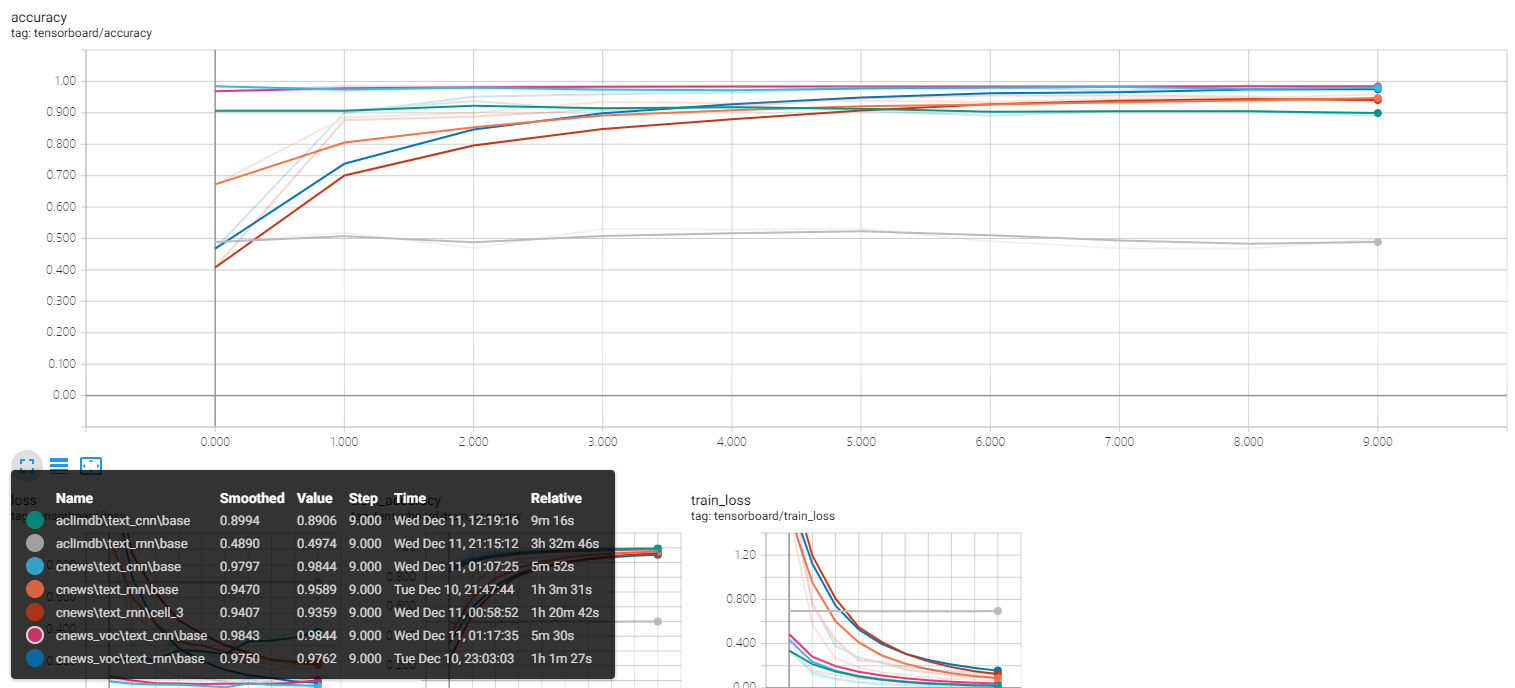 accuracy
tag: tensorboard/accuracy
1.00
0.900
0.800
0.700
0.600
0.500
0.400
0.300
0.200
0.100
0.00
0.000 1.000 2.000 3.000 4.000 5.000 6.000 7.000 8.000 9.000
Name Smoothed Value Step Time Relative
aclImdb\text_cnn\base 0.8994 0.8906 9.000 Wed Dec 11, 12:19:16 9m 16s
aclImdb\text_rnn\base 0.4890 0.4974 9.000 Wed Dec 11, 21:15:12 3h 32m 46s
cnews\text_cnn\base 0.9797 0.9844 9.000 Wed Dec 11, 01:07:25 5m 52s
cnews\text_rnn\base 0.9470 0.9589 9.000 Tue Dec 10, 21:47:44 1h 3m 31s
cnews\text_rnn\cell_3 0.9407 0.9359 9.000 Wed Dec 11, 00:58:52 1h 20m 42s
cnews_voc\text_cnn\base 0.9843 0.9844 9.000 Wed Dec 11, 01:17:35 5m 30s
cnews_voc\text_rnn\base 0.9750 0.9762 9.000 Tue Dec 10, 23:03:03 1h 1m 27s
loss
train_loss
tag: tensorboard/train_loss
1.20
0.800
0.400
0.00